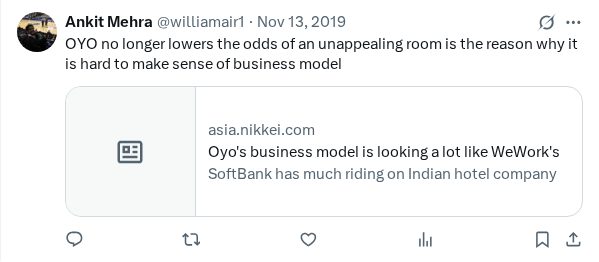 Ankit Mehra @williamair1 · Nov 13, 2019
OYO no longer lowers the odds of an unappealing room is the reason why it
is hard to make sense of business model
asia.nikkei.com
Oyo's business model is looking a lot like WeWork's
SoftBank has much riding on Indian hotel company